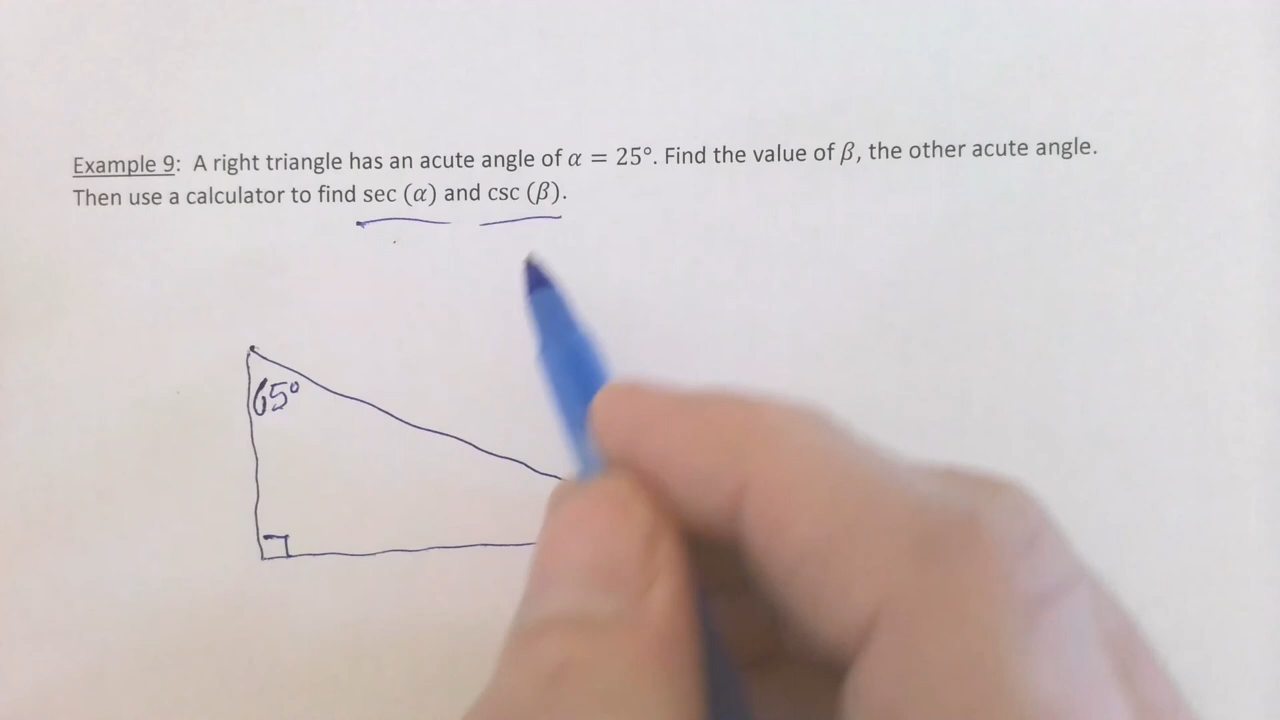 Example 9: A right triangle has an acute angle of α = 25°. Find the value of β, the other acute angle.
Then use a calculator to find sec (α) and csc (β).
65°